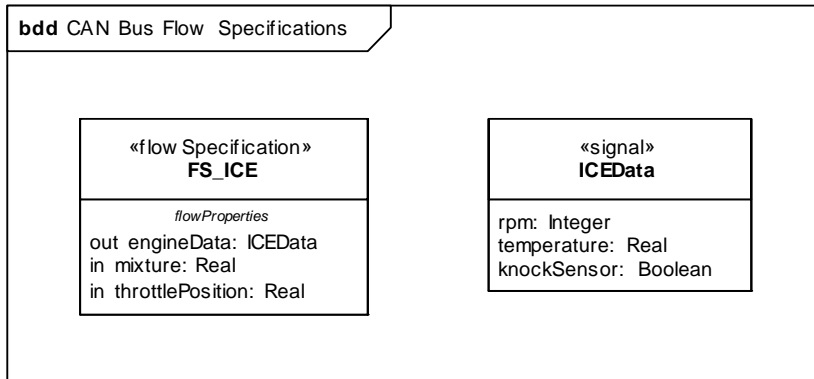 bdd CAN Bus Flow Specifications
«flow Specification»
FS_ICE
flowProperties
out engineData: ICEData
in mixture: Real
in throttlePosition: Real
«signal»
ICEData
rpm: Integer
temperature: Real
knockSensor: Boolean